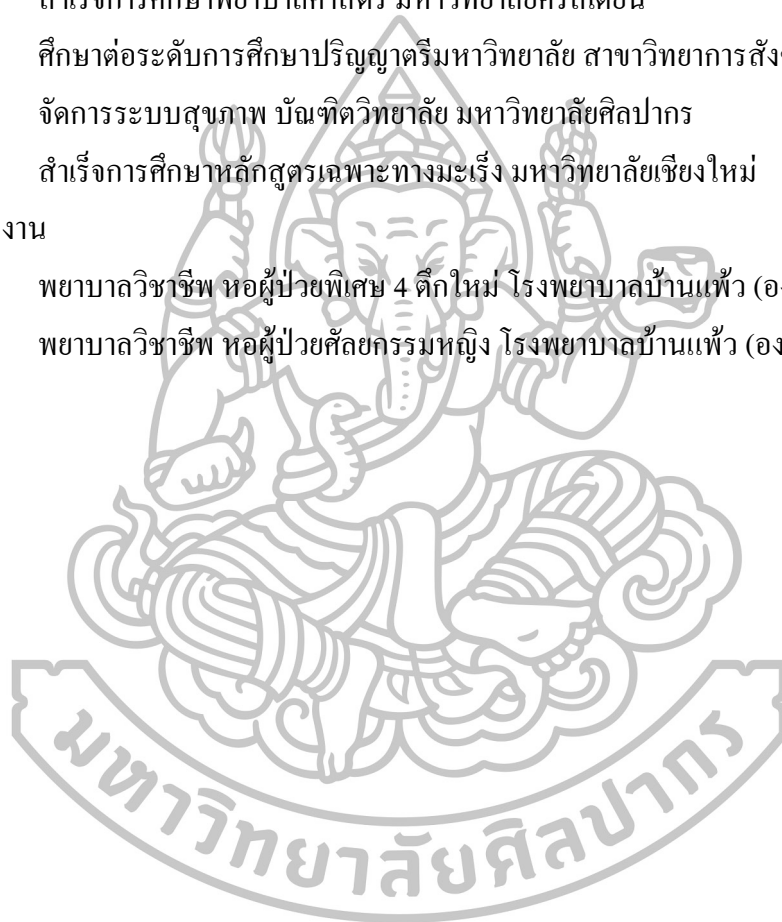 ศึกษาต่อระดับการศึกษาปริญญาตรีมหาวิทยาลัย สาขาวิทยาการสัง
จัดการระบบสุขภาพ บัณฑิตวิทยาลัย มหาวิทยาลัยศิลปากร
สำเร็จการศึกษาหลักสูตรเฉพาะทางมะเร็ง มหาวิทยาลัยเชียงใหม่
งาน
พยาบาลวิชาชีพ หอผู้ป่วยพิเศษ 4 ตึกใหม่ โรงพยาบาลบ้านแพ้ว (อ
พยาบาลวิชาชีพ หอผู้ป่วยศัลยกรรมหญิง โรงพยาบาลบ้านแพ้ว (อง
มหาวิทยาลัยศิลปากร